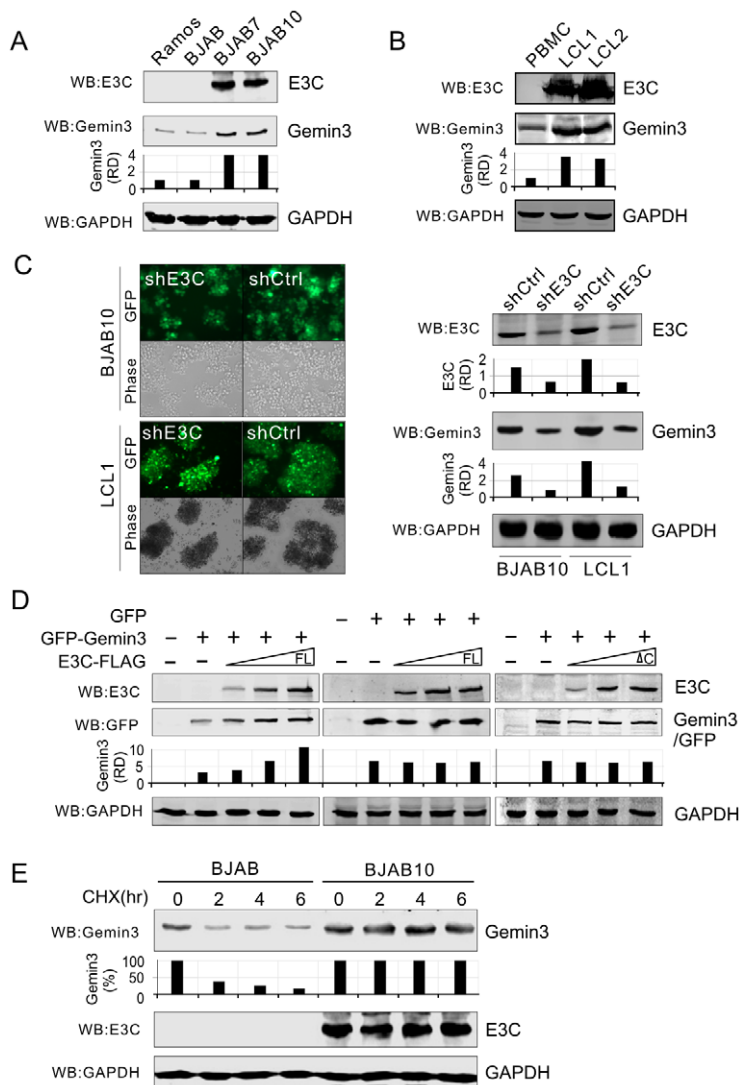 A
Ramos BJAB BJAB7 BJAB10
WB:E3C E3C
WB:Gemin3 Gemin3
Gemin3 (RD) 4 2 0
WB:GAPDH GAPDH
B
PBMC LCL1 LCL2
WB:E3C E3C
WB:Gemin3 Gemin3
Gemin3 (RD) 4 2 0
WB:GAPDH GAPDH
C
BJAB10
GFP shE3C shCtrl
Phase
LCL1
GFP shE3C shCtrl
Phase
shCtrl shE3C shCtrl shE3C
WB:E3C E3C
E3C (RD) 2 1 0
WB:Gemin3 Gemin3
Gemin3 (RD) 4 2 0
WB:GAPDH GAPDH
BJAB10 LCL1
D
GFP – + + + +
GFP-Gemin3 – + + + + – + + + +
E3C-FLAG – – FL – – FL – – ΔC
WB:E3C E3C
WB:GFP Gemin3 /GFP
Gemin3 (RD) 10 5 0
WB:GAPDH GAPDH
E
BJAB BJAB10
CHX(hr) 0 2 4 6 0 2 4 6
WB:Gemin3 Gemin3
Gemin3 (%) 100 50 0
WB:E3C E3C
WB:GAPDH GAPDH